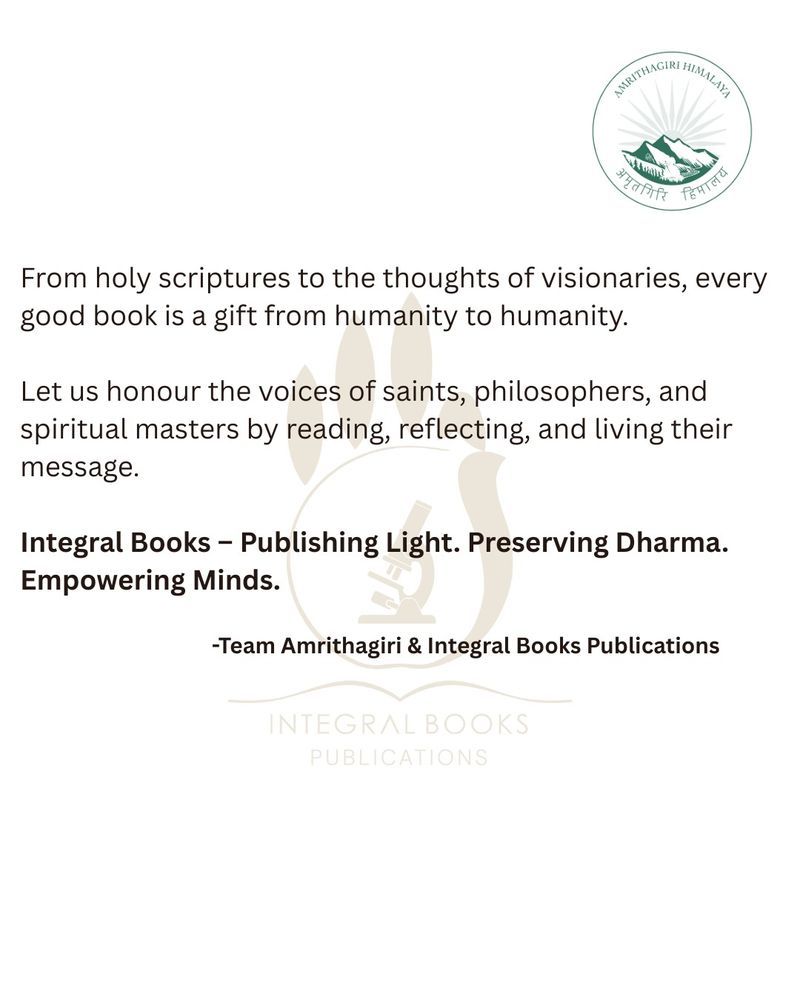 AMRITHAGIRI HIMALAYA
अमृतगिरि हिमालय
From holy scriptures to the thoughts of visionaries, every
good book is a gift from humanity to humanity.
Let us honour the voices of saints, philosophers, and
spiritual masters by reading, reflecting, and living their
message.
Integral Books – Publishing Light. Preserving Dharma.
Empowering Minds.
-Team Amrithagiri & Integral Books Publications
INTEGRAL BOOKS
PUBLICATIONS